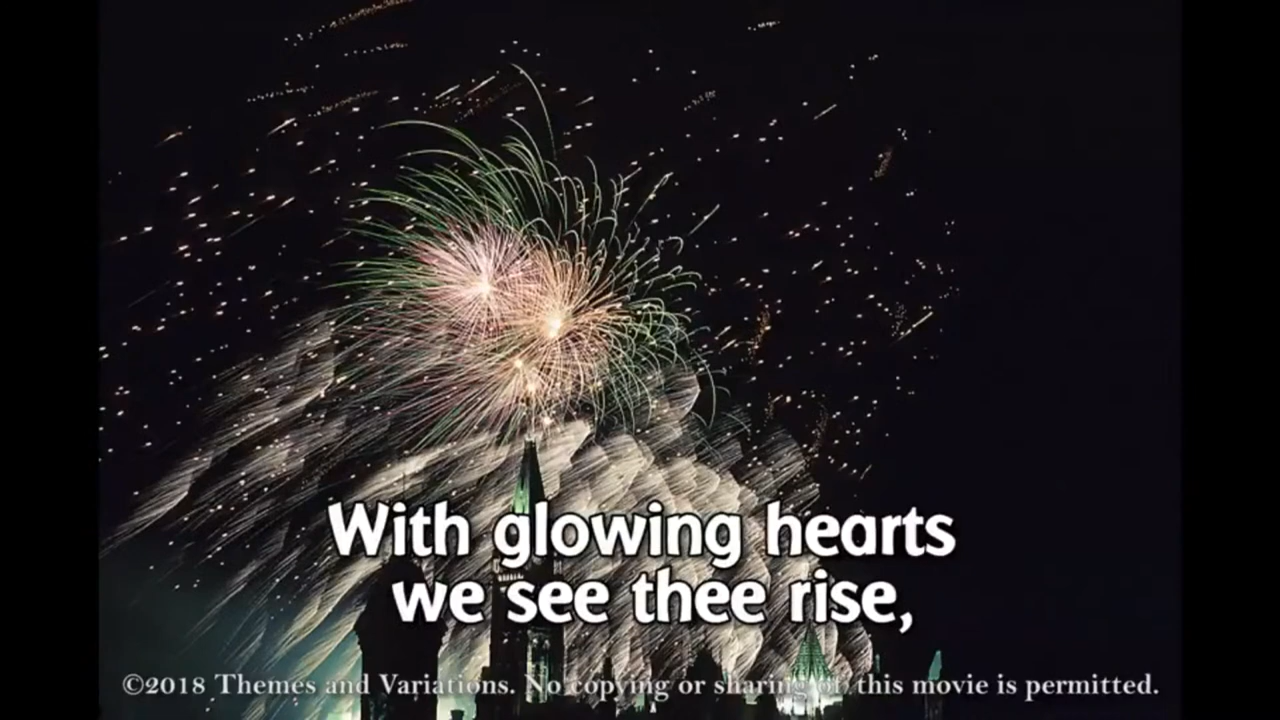 With glowing hearts
we see thee rise,
©2018 Themes and Variations. No copying or sharing of this movie is permitted.